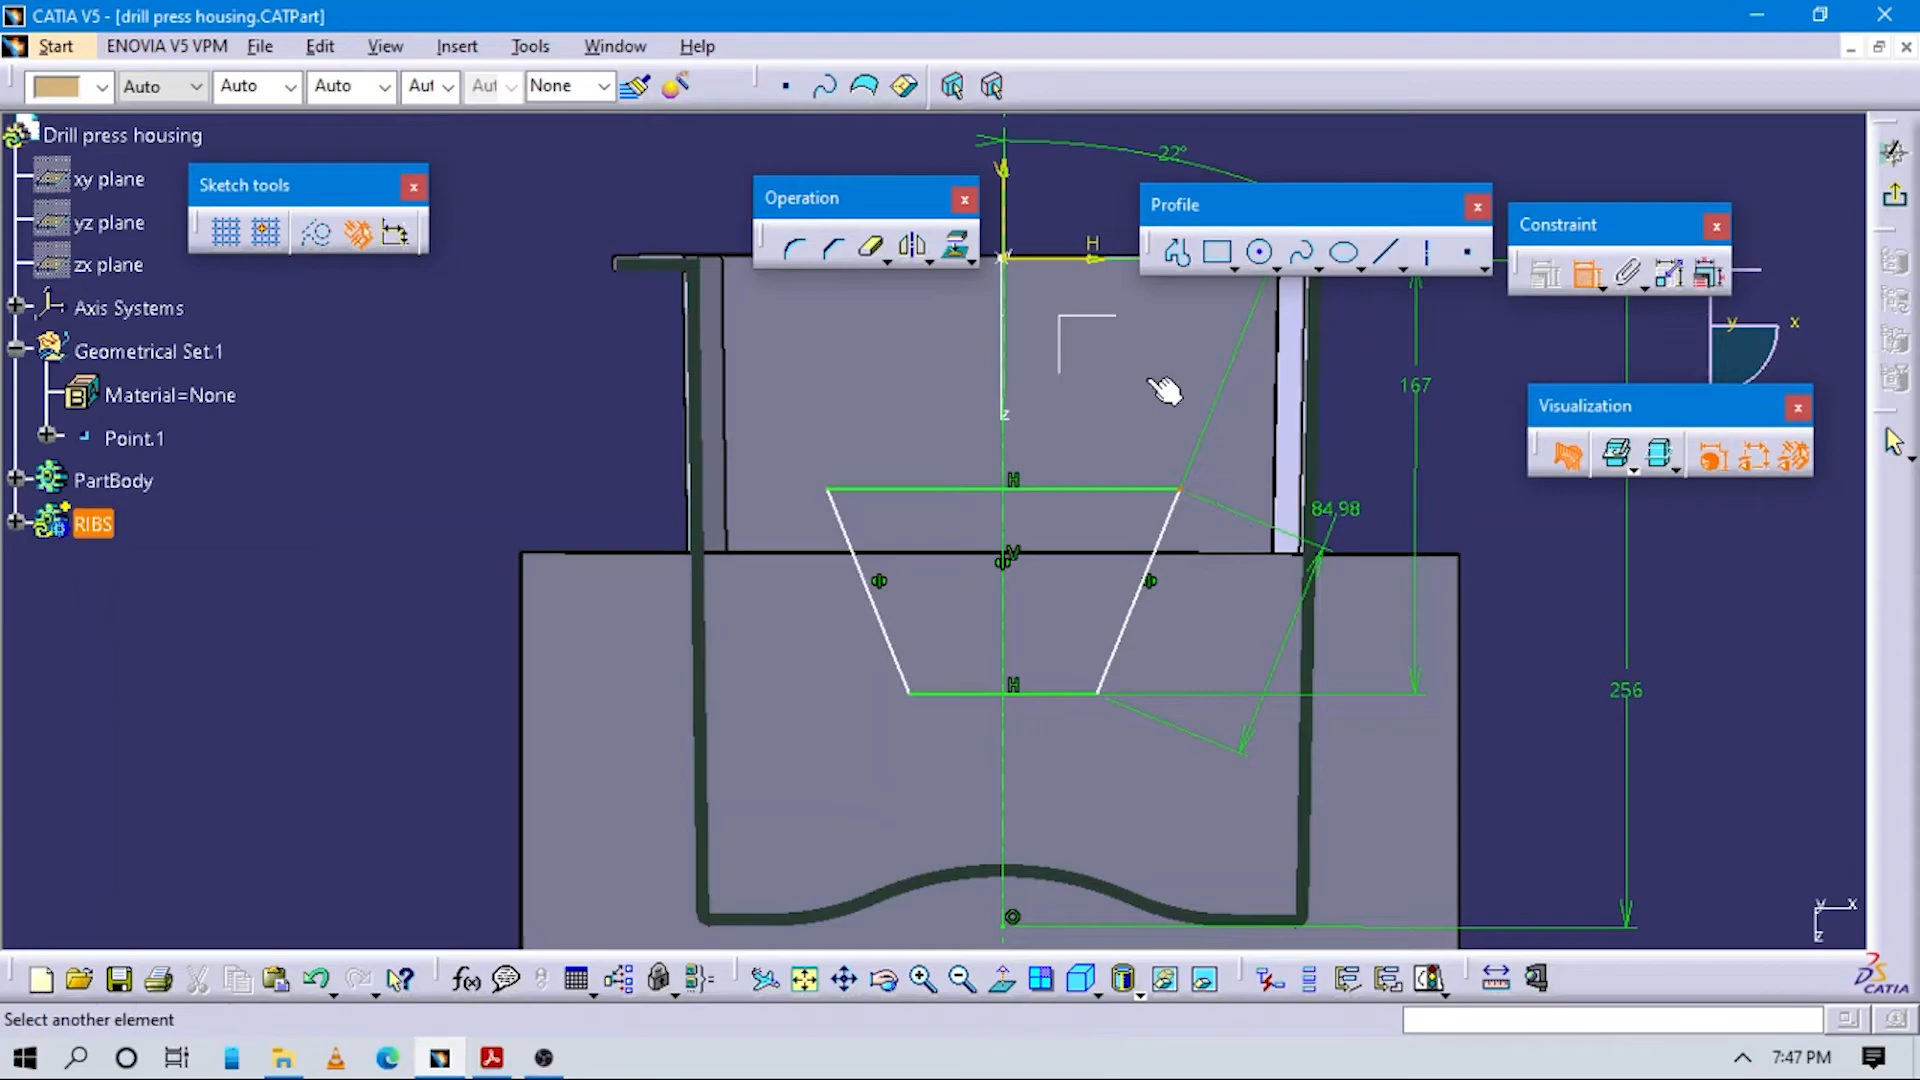 CATIA V5 - [drill press housing.CATPart]
Start ENOVIA V5 VPM File Edit View Insert Tools Window Help
Auto Auto Auto Aut Aut None
Drill press housing
xy plane
yz plane
zx plane
Axis Systems
Geometrical Set.1
Material=None
Point.1
PartBody
RIBS
Sketch tools
Operation
Profile
Constraint
Visualization
22°
H
z
167
y x
H
84,98
V
H
256
y x
z
CATIA
Select another element
7:47 PM